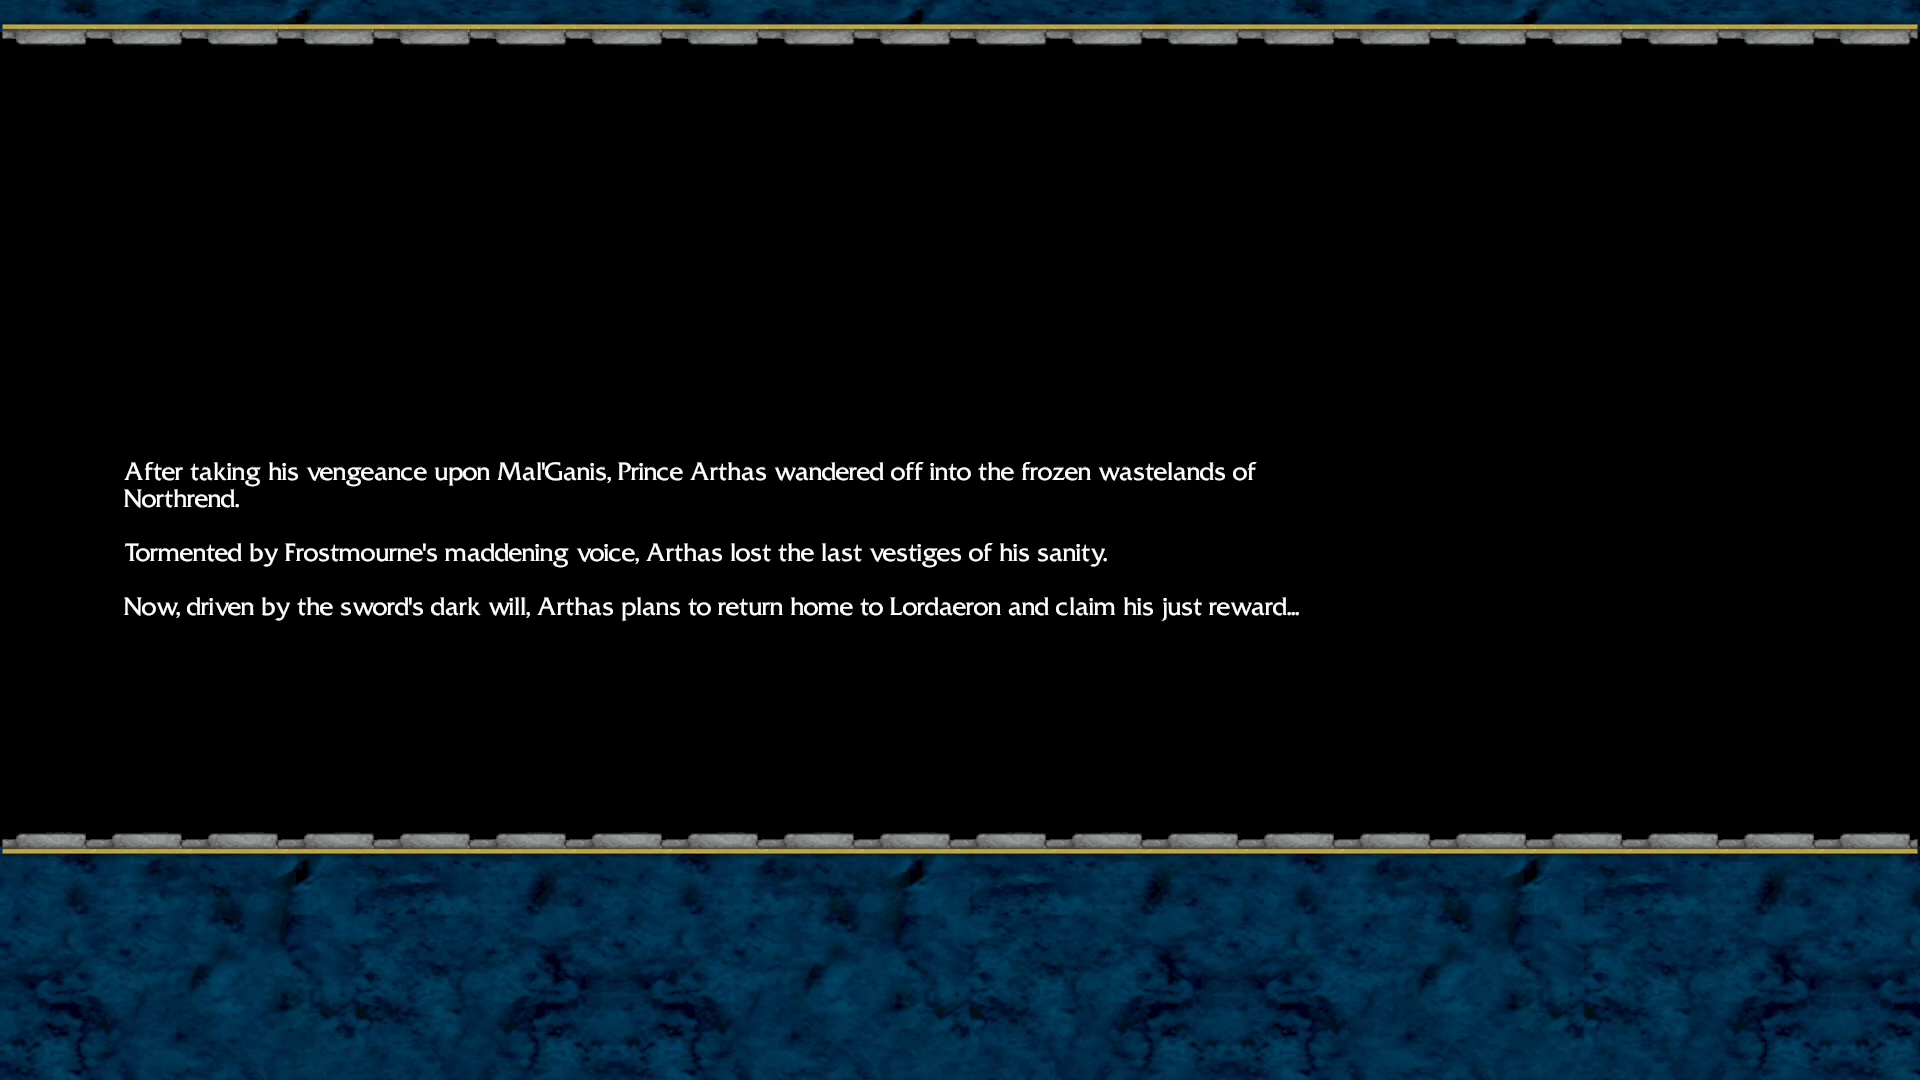 After taking his vengeance upon Mal'Ganis, Prince Arthas wandered off into the frozen wastelands of
Northrend.
Tormented by Frostmourne's maddening voice, Arthas lost the last vestiges of his sanity.
Now, driven by the sword's dark will, Arthas plans to return home to Lordaeron and claim his just reward...